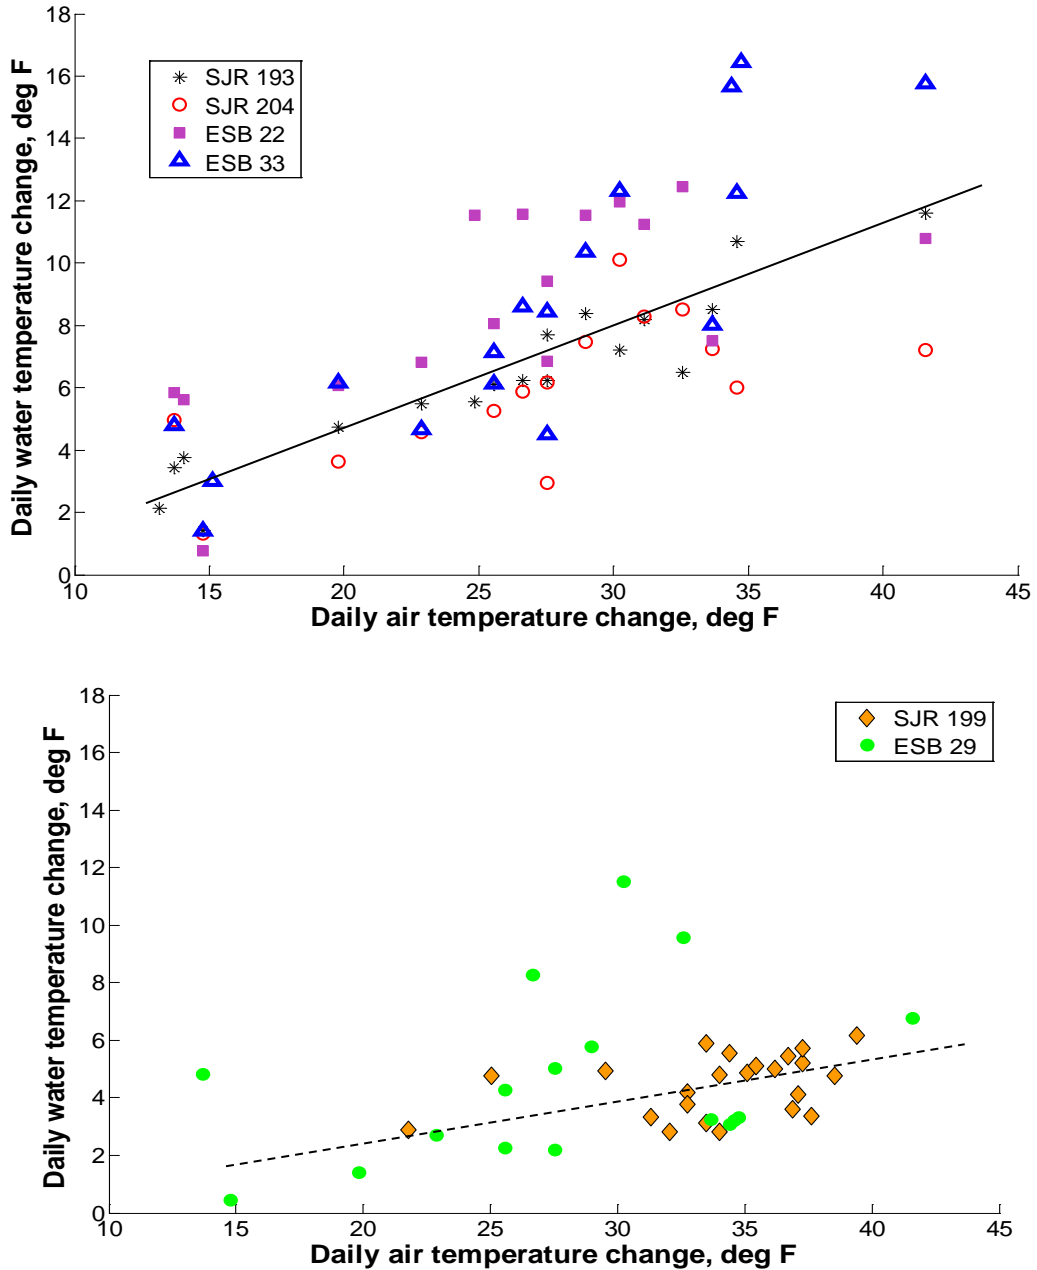 18
16
14
12
10
8
6
4
2
0
Daily water temperature change, deg F
SJR 193
SJR 204
ESB 22
ESB 33
10 15 20 25 30 35 40 45
Daily air temperature change, deg F
18
16
14
12
10
8
6
4
2
0
Daily water temperature change, deg F
SJR 199
ESB 29
10 15 20 25 30 35 40 45
Daily air temperature change, deg F